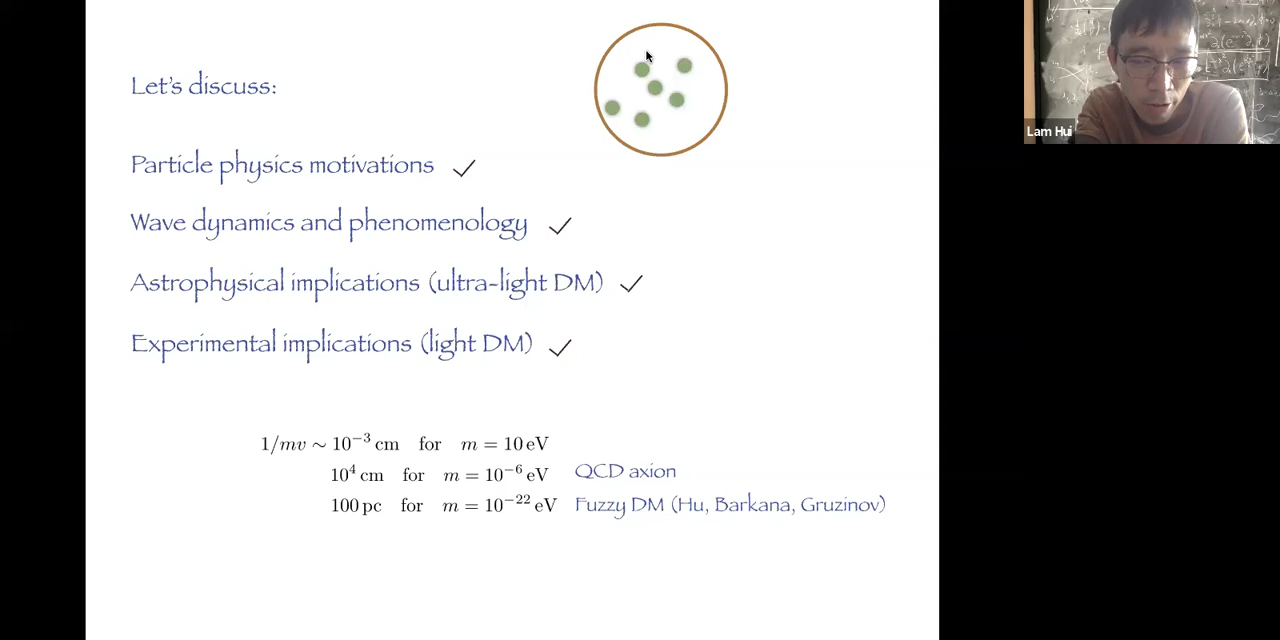 Let's discuss:
Particle physics motivations ✓
Wave dynamics and phenomenology ✓
Astrophysical implications (ultra-light DM) ✓
Experimental implications (light DM) ✓
1/mv ∼ 10⁻³ cm for m = 10 eV
10⁴ cm for m = 10⁻⁶ eV QCD axion
100 pc for m = 10⁻²² eV Fuzzy DM (Hu, Barkana, Gruzinov)
Lam Hui